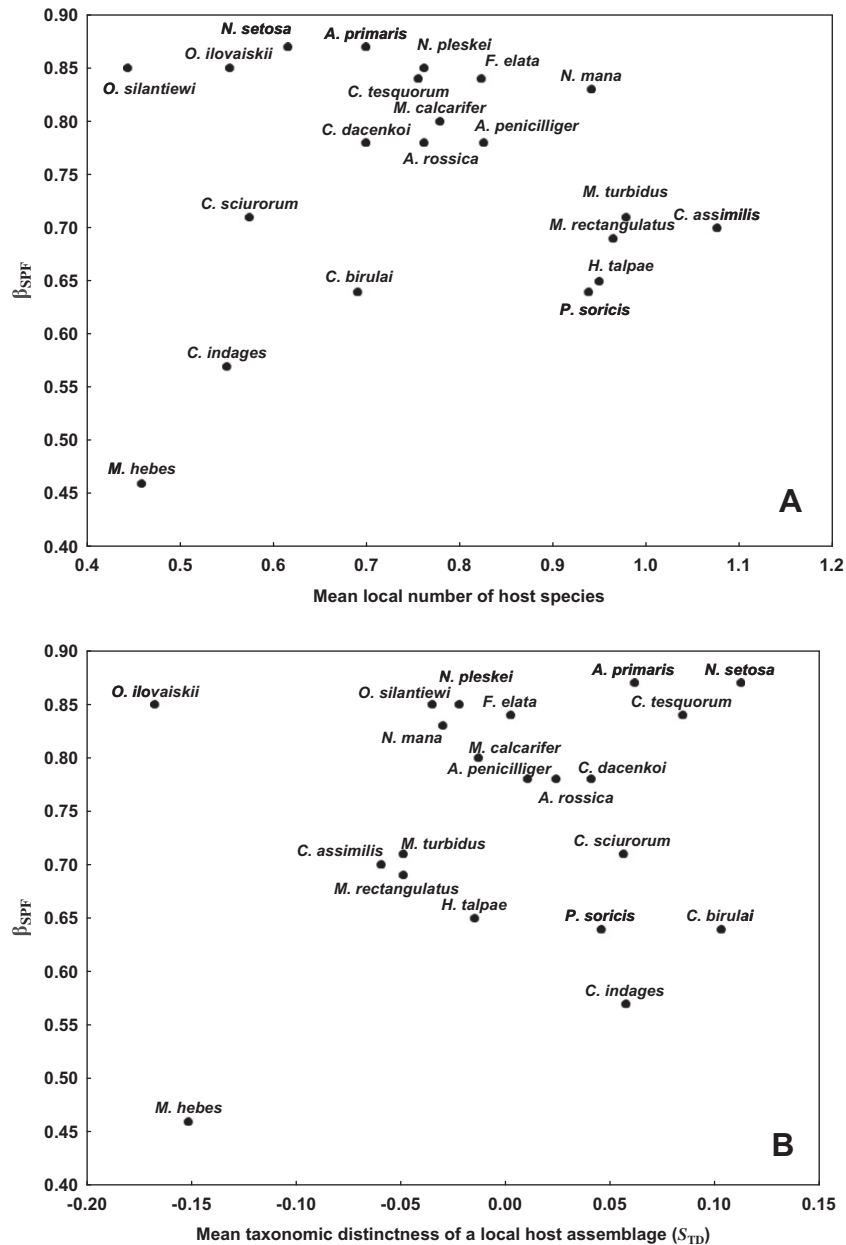 0.90
N. setosa A. primaris
O. ilovaiskii N. pleskei
0.85 F. elata
O. silantiewi N. mana
C. tesquorum
M. calcarifer
0.80
C. dacenkoi A. penicilliger
A. rossica
0.75
M. turbidus
C. sciurorum C. assimilis
0.70 M. rectangulatus
βSPF
C. birulai H. talpae
0.65
P. soricis
0.60
C. indages
0.55
0.50
M. hebes
0.45
A
0.40
0.4 0.5 0.6 0.7 0.8 0.9 1.0 1.1 1.2
Mean local number of host species
0.90
N. pleskei A. primaris N. setosa
O. ilovaiskii O. silantiewi F. elata C. tesquorum
0.85
N. mana
M. calcarifer
0.80
A. penicilliger C. dacenkoi
A. rossica
0.75
C. assimilis M. turbidus C. sciurorum
0.70
M. rectangulatus
βSPF
H. talpae P. soricis C. birulai
0.65
0.60
C. indages
0.55
0.50
M. hebes
0.45
B
0.40
-0.20 -0.15 -0.10 -0.05 0.00 0.05 0.10 0.15
Mean taxonomic distinctness of a local host assemblage (STD)